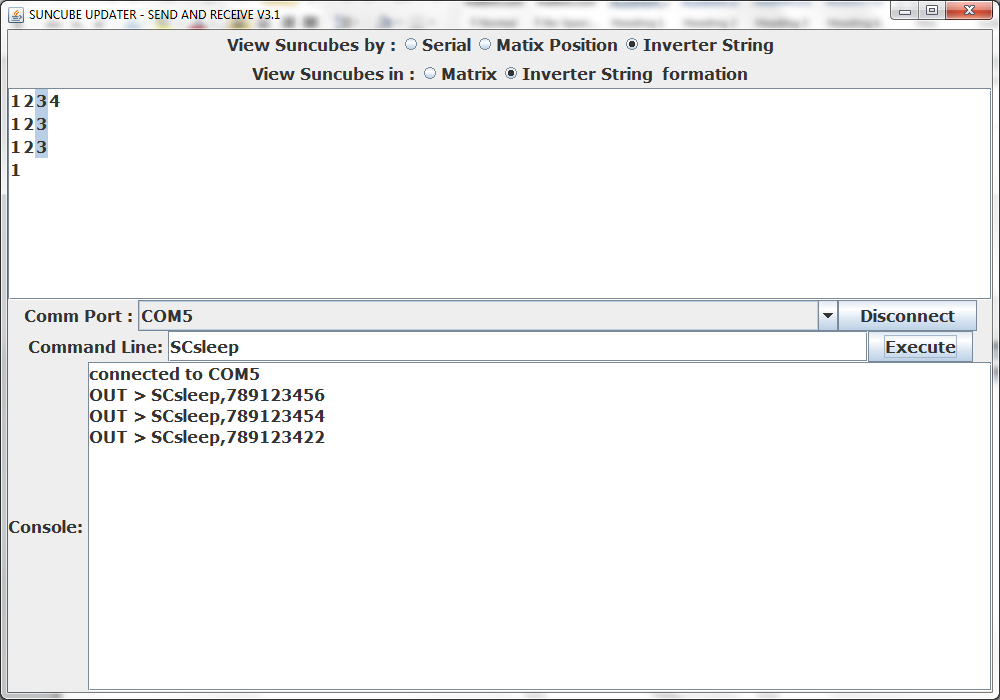 SUNCUBE UPDATER - SEND AND RECEIVE V3.1
View Suncubes by : Serial Matix Position Inverter String
View Suncubes in : Matrix Inverter String formation
1 2 3 4
1 2 3
1 2 3
1
Comm Port : COM5 Disconnect
Command Line: SCsleep Execute
connected to COM5
OUT > SCsleep,789123456
OUT > SCsleep,789123454
OUT > SCsleep,789123422
Console: